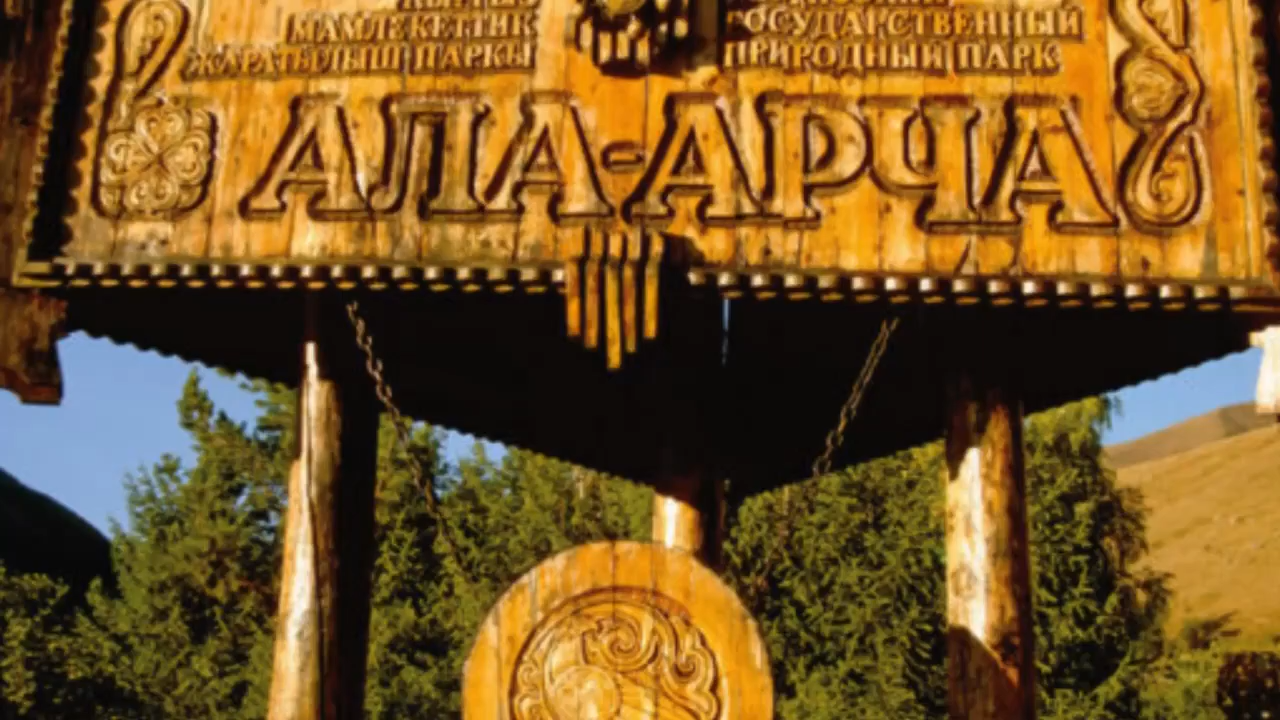 МАМЛЕКЕТТИК
ЖАРАТЫЛЫШ ПАРКЫ
ГОСУДАРСТВЕННЫЙ
ПРИРОДНЫЙ ПАРК
АЛА-АРЧА